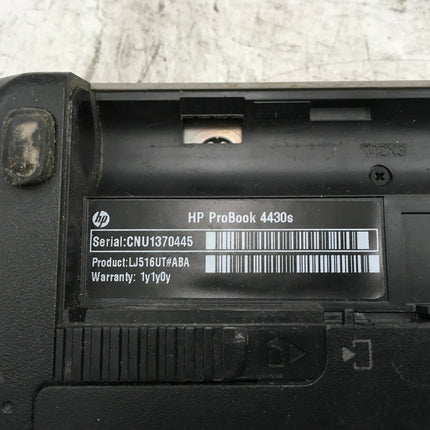 M2X3
hp
HP ProBook 4430s
Serial:CNU1370445
Product:LJ516UT#ABA
Warranty: 1y1y0y